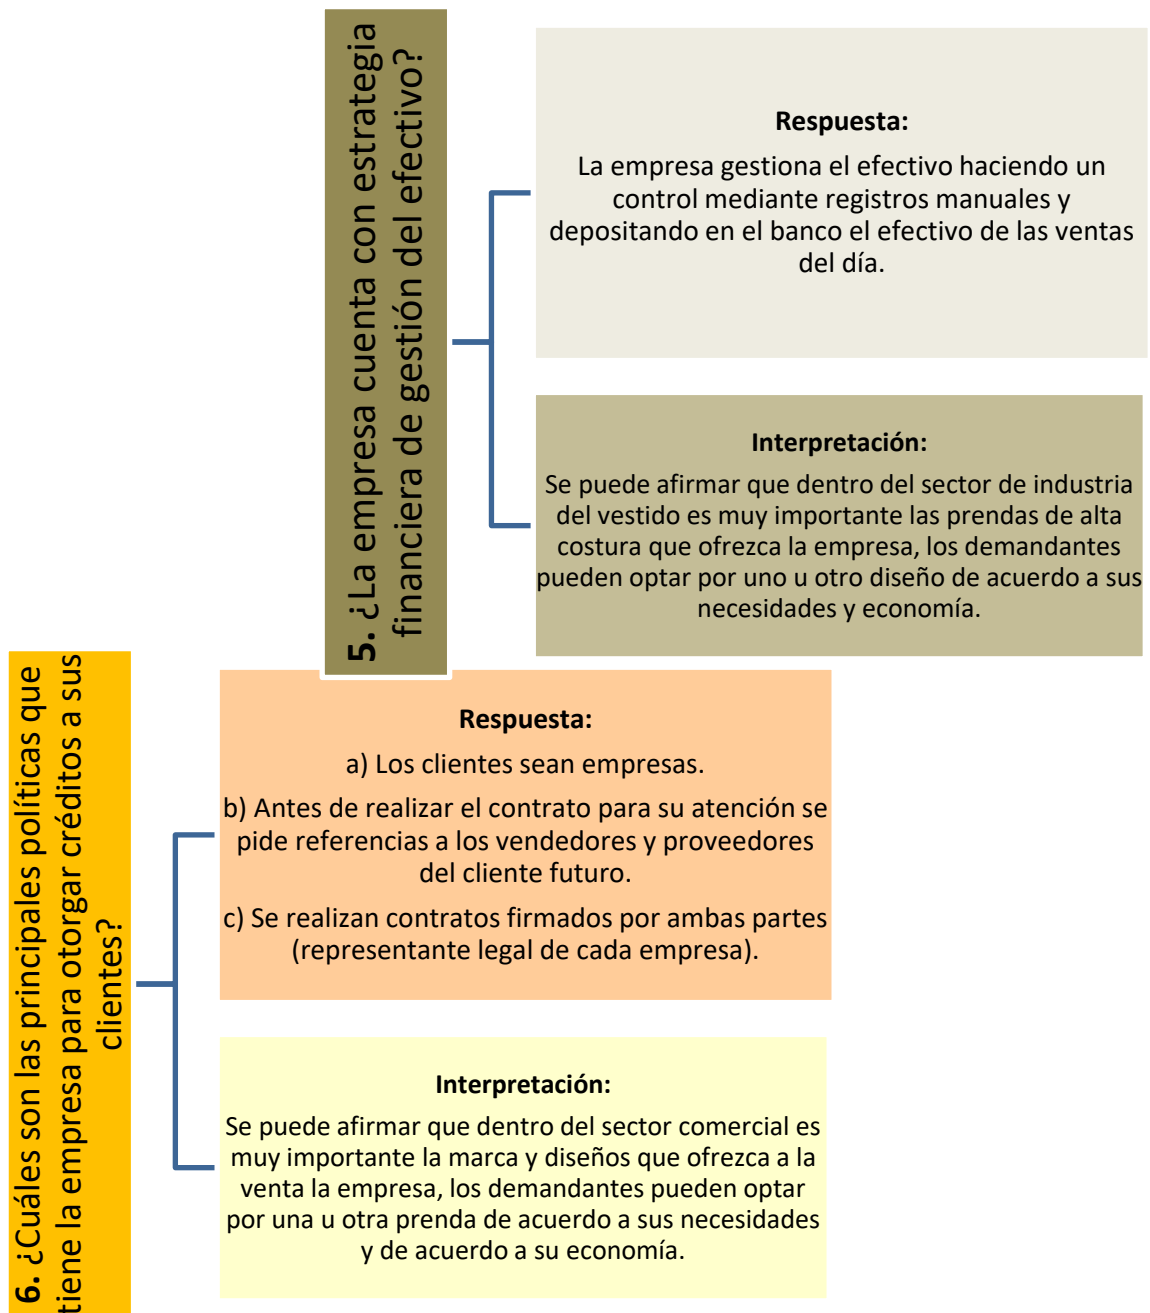 5. ¿La empresa cuenta con estrategia
financiera de gestión del efectivo?
Respuesta:
La empresa gestiona el efectivo haciendo un
control mediante registros manuales y
depositando en el banco el efectivo de las ventas
del día.
Interpretación:
Se puede afirmar que dentro del sector de industria
del vestido es muy importante las prendas de alta
costura que ofrezca la empresa, los demandantes
pueden optar por uno u otro diseño de acuerdo a sus
necesidades y economía.
6. ¿Cuáles son las principales políticas que
tiene la empresa para otorgar créditos a sus
clientes?
Respuesta:
a) Los clientes sean empresas.
b) Antes de realizar el contrato para su atención se
pide referencias a los vendedores y proveedores
del cliente futuro.
c) Se realizan contratos firmados por ambas partes
(representante legal de cada empresa).
Interpretación:
Se puede afirmar que dentro del sector comercial es
muy importante la marca y diseños que ofrezca a la
venta la empresa, los demandantes pueden optar
por una u otra prenda de acuerdo a sus necesidades
y de acuerdo a su economía.